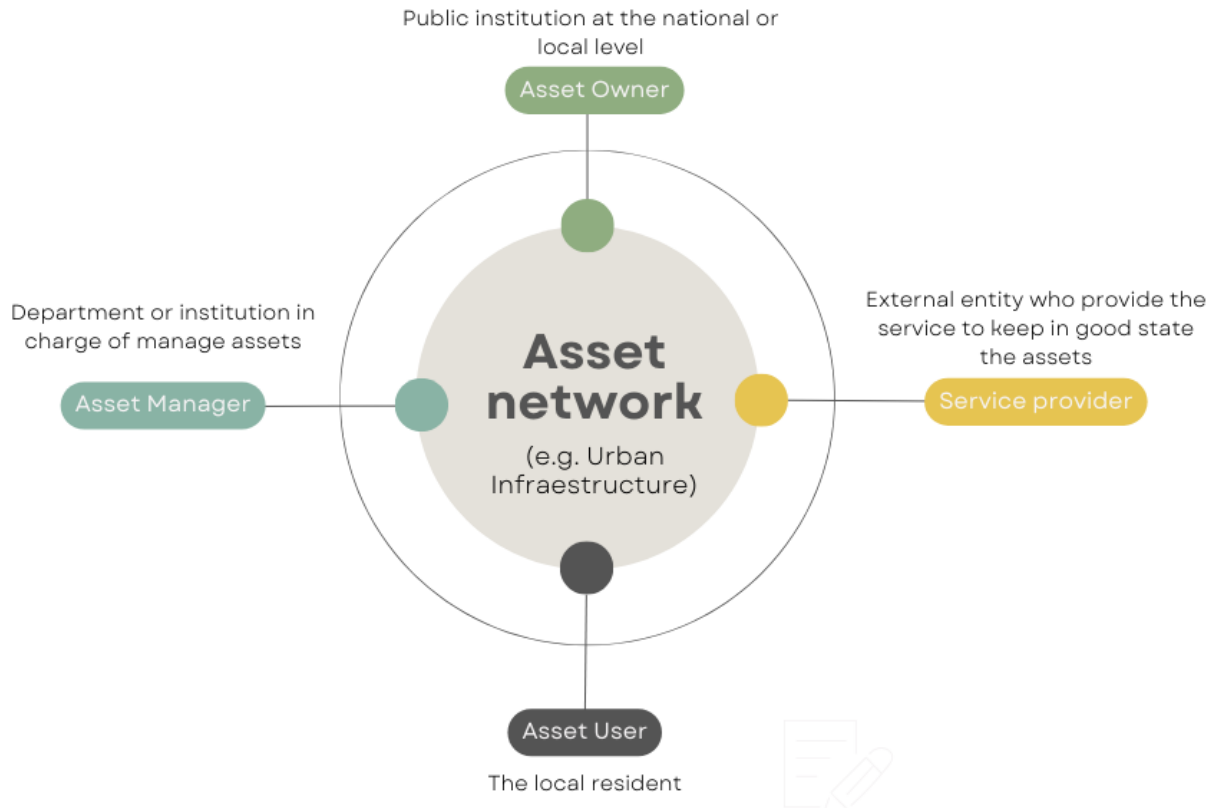 Public institution at the national or
local level
Asset Owner
Department or institution in
charge of manage assets
Asset Manager
Asset
network
(e.g. Urban
Infraestructure)
External entity who provide the
service to keep in good state
the assets
Service provider
Asset User
The local resident